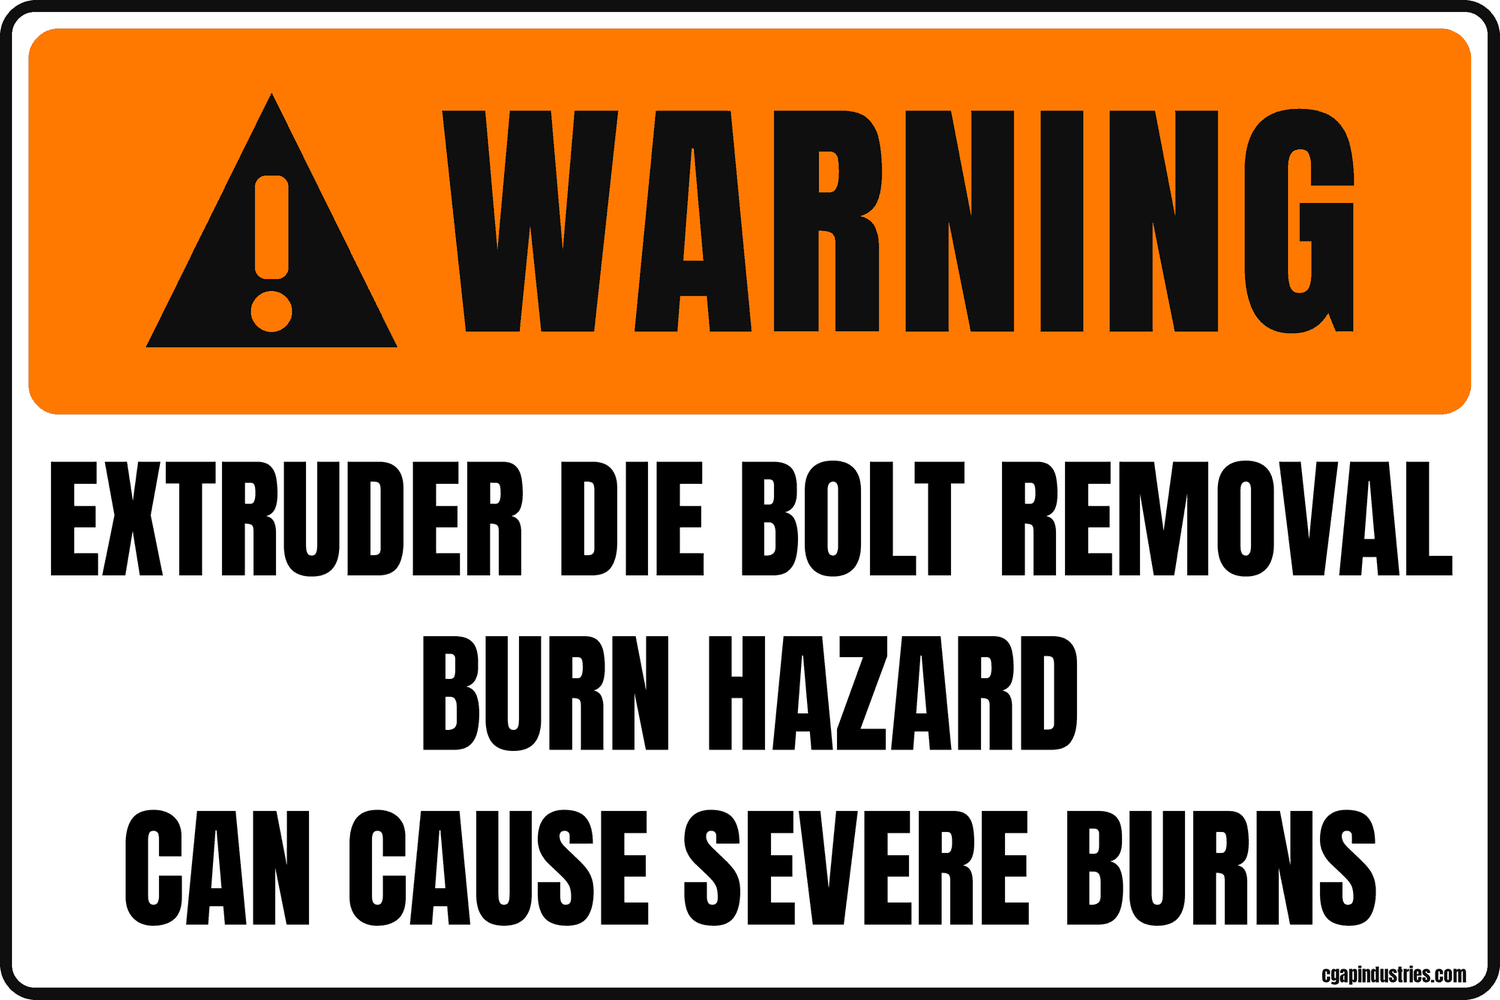 WARNING
EXTRUDER DIE BOLT REMOVAL
BURN HAZARD
CAN CAUSE SEVERE BURNS
cgapindustries.com